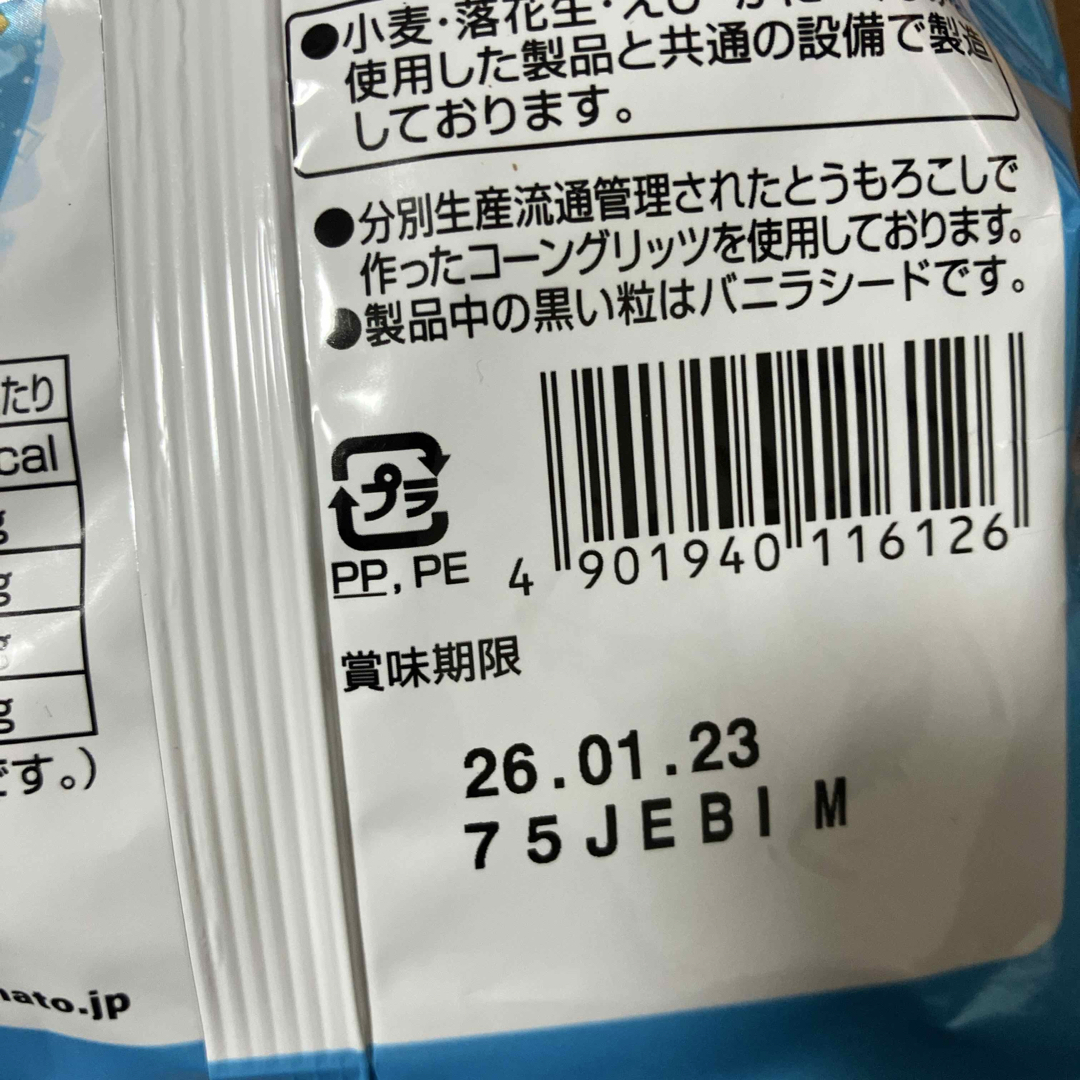 ●小麦・落花生・えび・かに
使用した製品と共通の設備で製造
しております。
●分別生産流通管理されたとうもろこしで
作ったコーングリッツを使用しております。
●製品中の黒い粒はバニラシードです。
たり
cal
g
g
g
g
です。)
プラ
PP, PE
4 901940 116126
賞味期限
26.01.23
75JEBI M
ato.jp